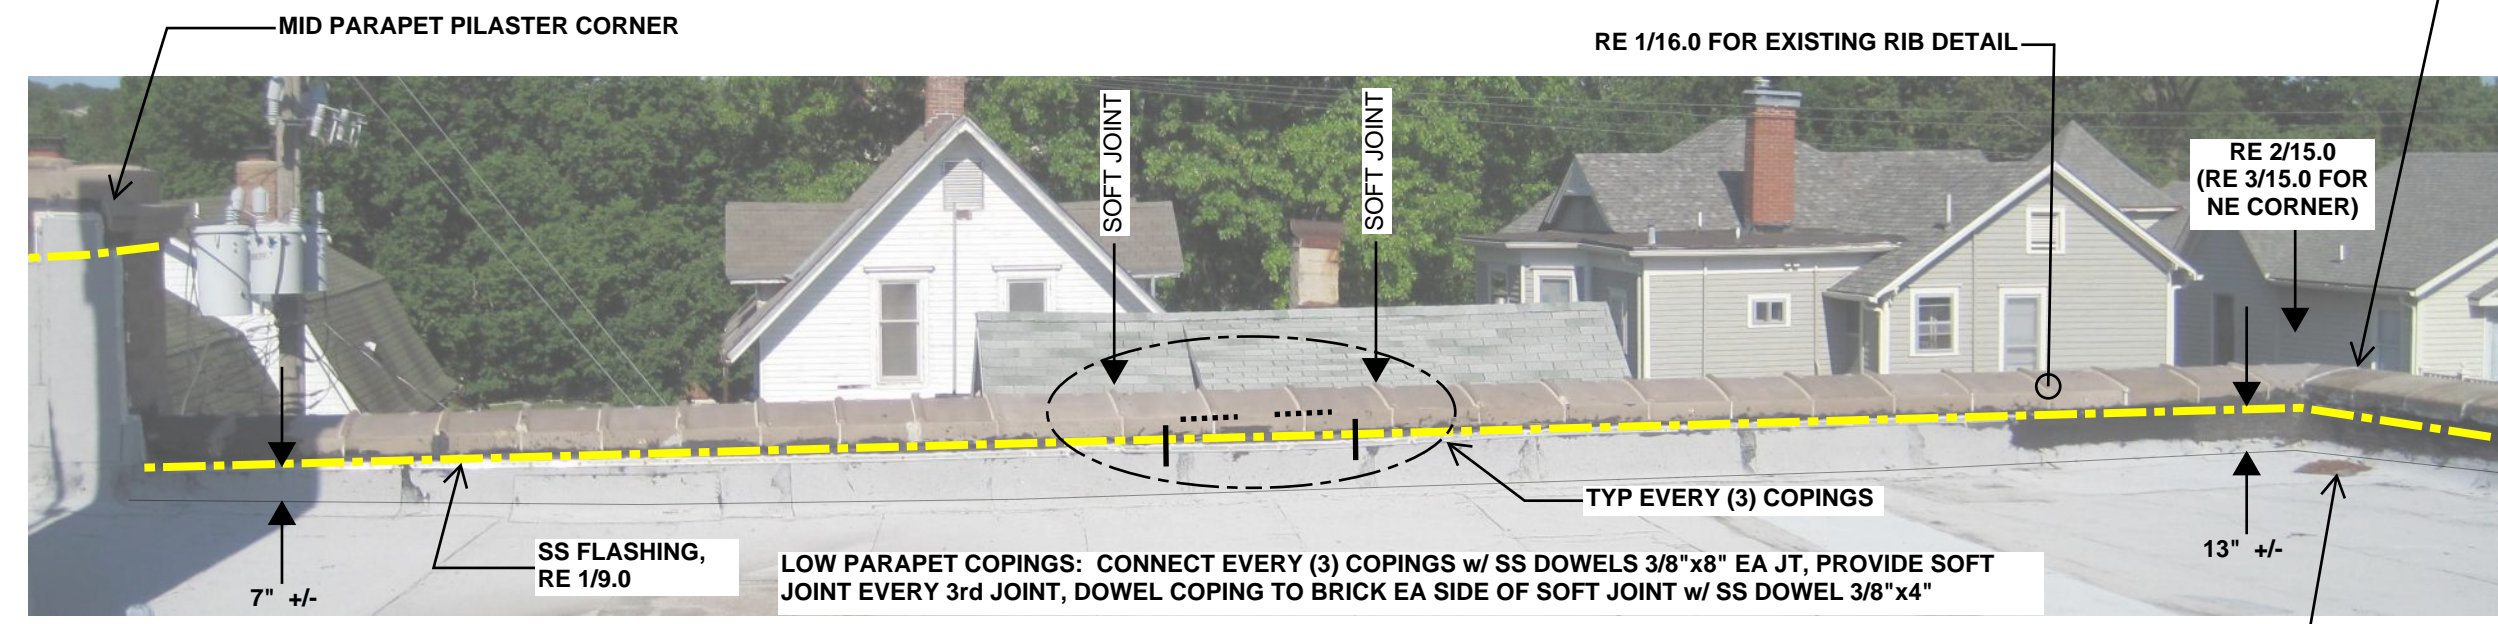 MID PARAPET PILASTER CORNER
RE 1/16.0 FOR EXISTING RIB DETAIL
SOFT JOINT
SOFT JOINT
RE 2/15.0
(RE 3/15.0 FOR
NE CORNER)
TYP EVERY (3) COPINGS
SS FLASHING,
RE 1/9.0
7" +/-
13" +/-
LOW PARAPET COPINGS: CONNECT EVERY (3) COPINGS w/ SS DOWELS 3/8"x8" EA JT, PROVIDE SOFT
JOINT EVERY 3rd JOINT, DOWEL COPING TO BRICK EA SIDE OF SOFT JOINT w/ SS DOWEL 3/8"x4"